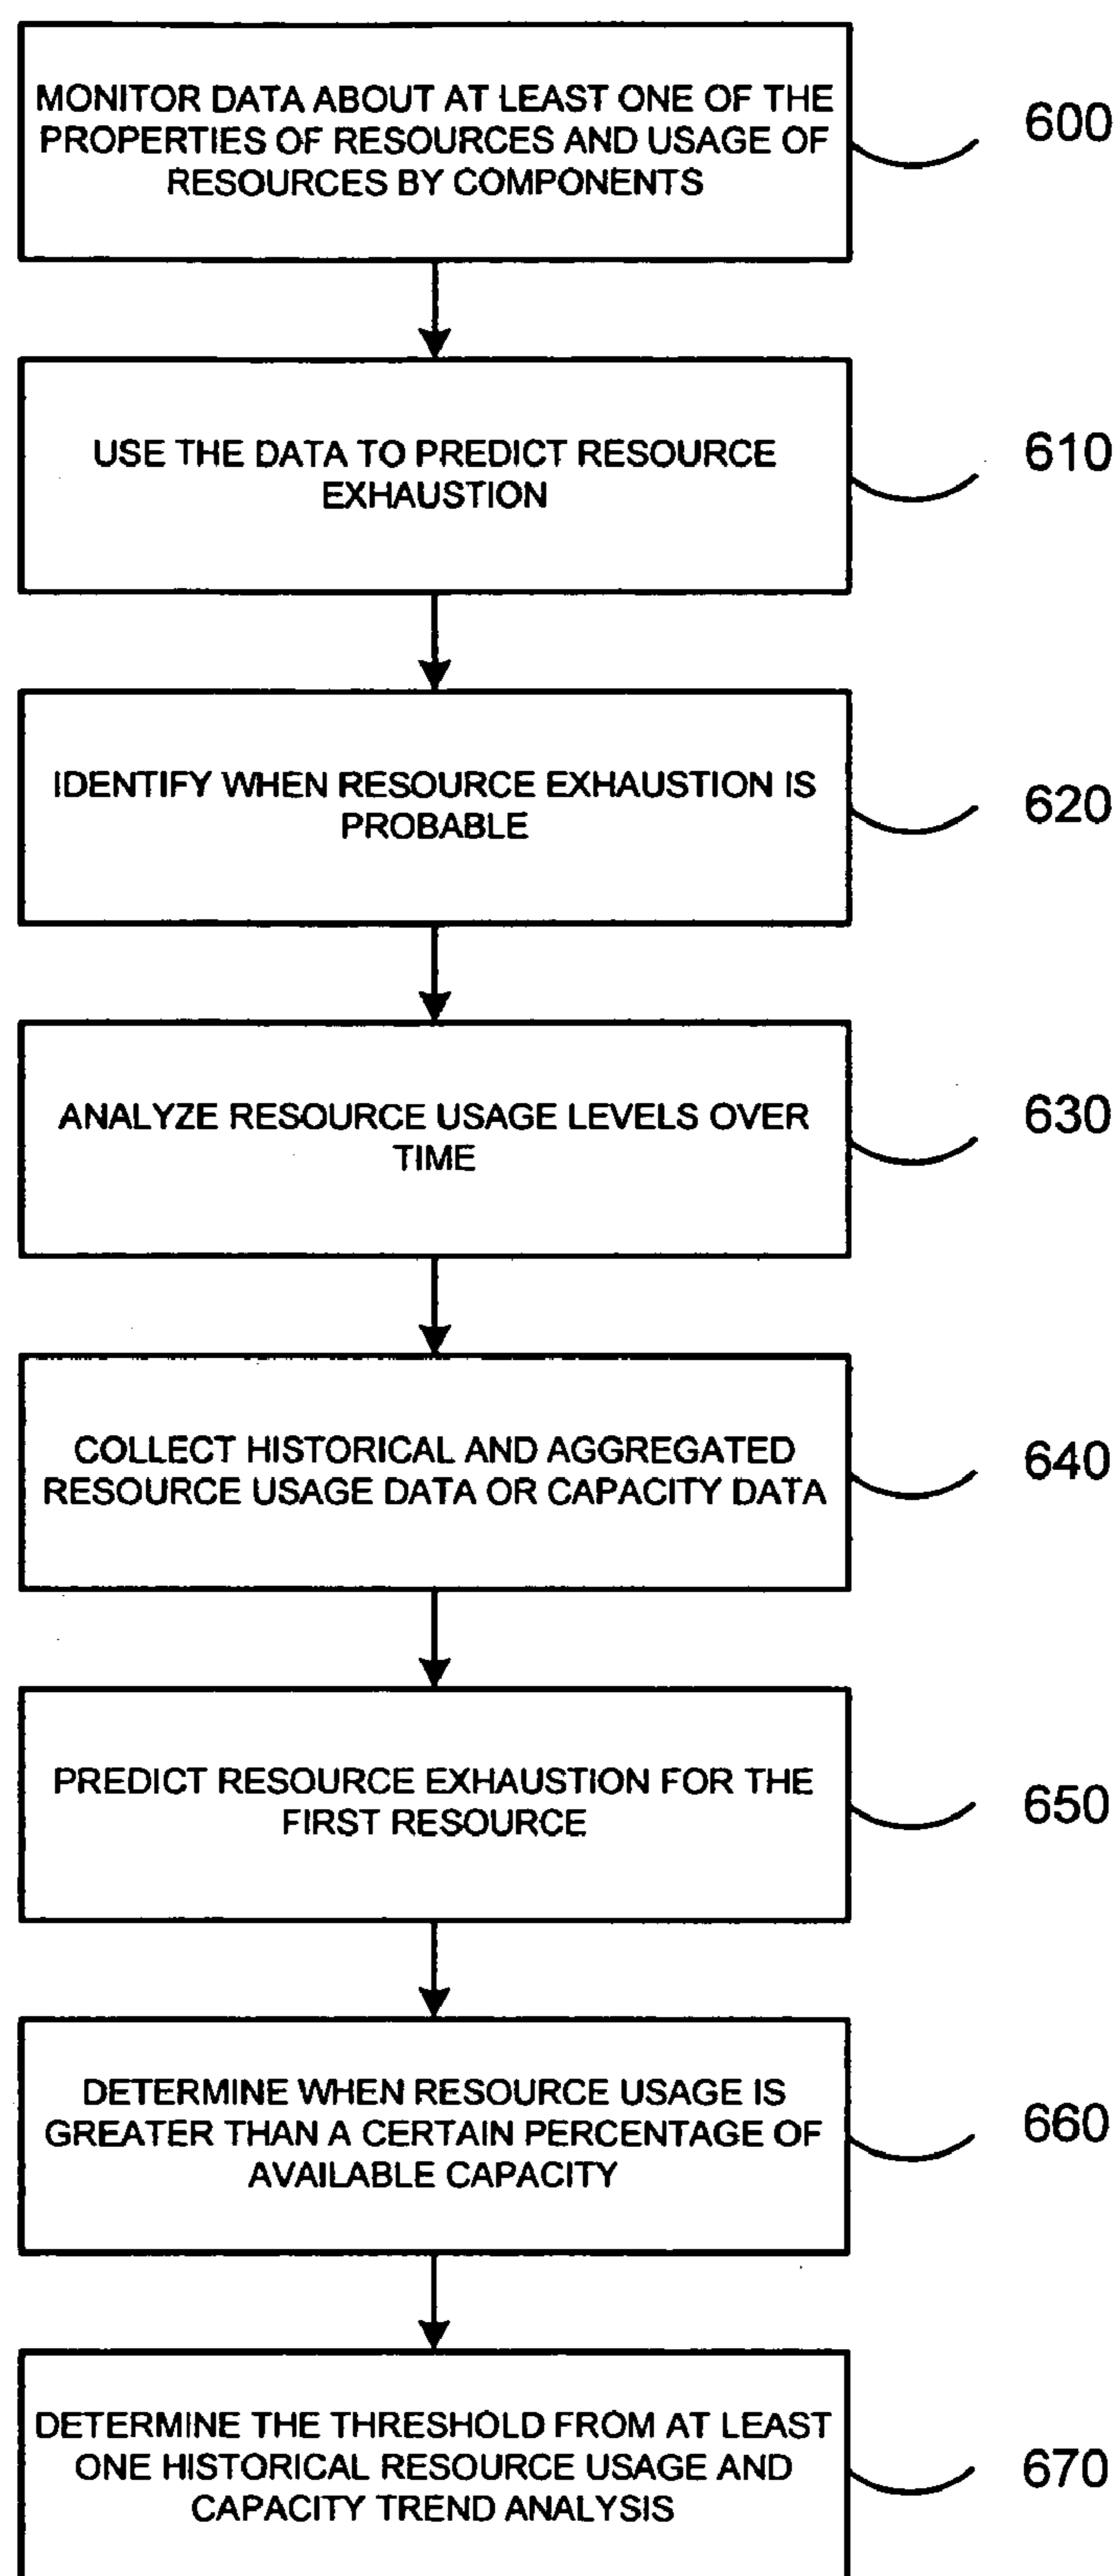 MONITOR DATA ABOUT AT LEAST ONE OF THE
PROPERTIES OF RESOURCES AND USAGE OF
RESOURCES BY COMPONENTS
600
USE THE DATA TO PREDICT RESOURCE
EXHAUSTION
610
IDENTIFY WHEN RESOURCE EXHAUSTION IS
PROBABLE
620
ANALYZE RESOURCE USAGE LEVELS OVER
TIME
630
COLLECT HISTORICAL AND AGGREGATED
RESOURCE USAGE DATA OR CAPACITY DATA
640
PREDICT RESOURCE EXHAUSTION FOR THE
FIRST RESOURCE
650
DETERMINE WHEN RESOURCE USAGE IS
GREATER THAN A CERTAIN PERCENTAGE OF
AVAILABLE CAPACITY
660
DETERMINE THE THRESHOLD FROM AT LEAST
ONE HISTORICAL RESOURCE USAGE AND
CAPACITY TREND ANALYSIS
670